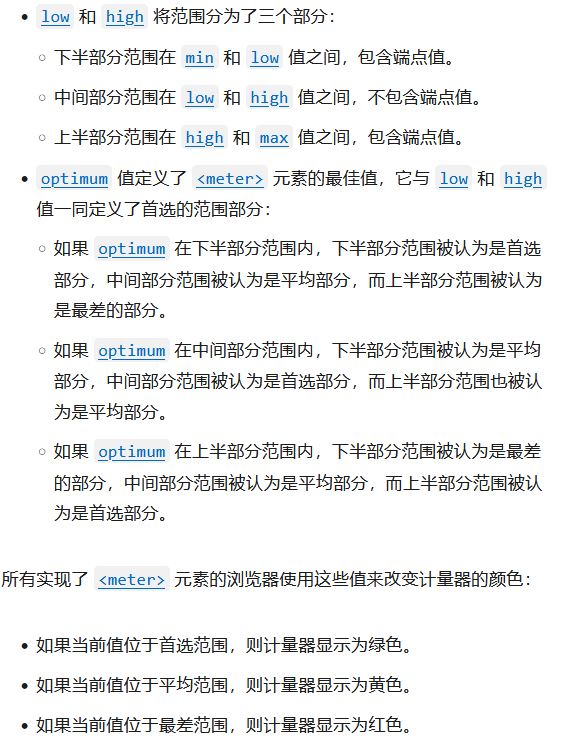 low 和 high 将范围分为了三个部分：
下半部分范围在 min 和 low 值之间，包含端点值。
中间部分范围在 low 和 high 值之间，不包含端点值。
上半部分范围在 high 和 max 值之间，包含端点值。
optimum 值定义了 <meter> 元素的最佳值，它与 low 和 high
值一同定义了首选的范围部分：
如果 optimum 在下半部分范围内，下半部分范围被认为是首选
部分，中间部分范围被认为是平均部分，而上半部分范围被认为
是最差的部分。
如果 optimum 在中间部分范围内，下半部分范围被认为是平均
部分，中间部分范围被认为是首选部分，而上半部分范围也被认
为是平均部分。
如果 optimum 在上半部分范围内，下半部分范围被认为是最差
的部分，中间部分范围被认为是平均部分，而上半部分范围被认
为是首选部分。
所有实现了 <meter> 元素的浏览器使用这些值来改变计量器的颜色：
如果当前值位于首选范围，则计量器显示为绿色。
如果当前值位于平均范围，则计量器显示为黄色。
如果当前值位于最差范围，则计量器显示为红色。